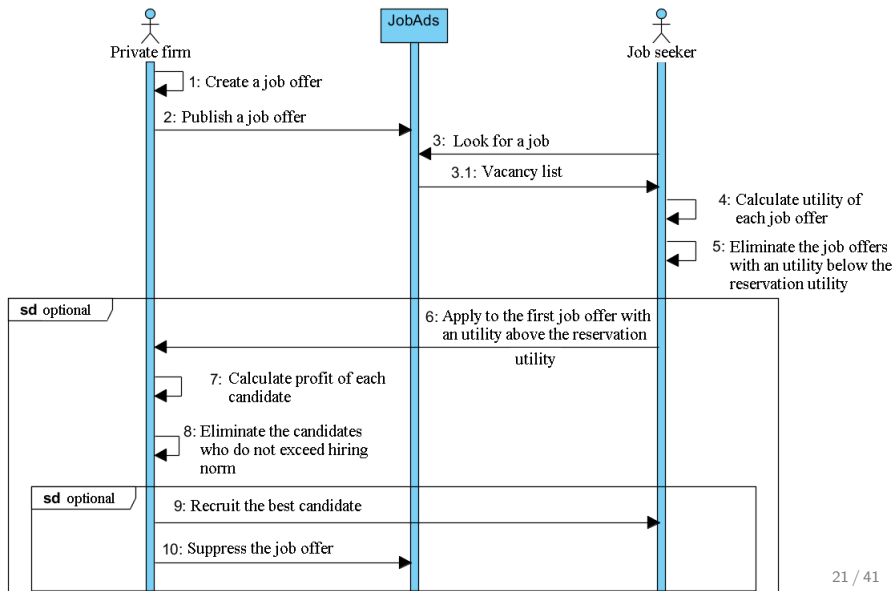 JobAds
Private firm
Job seeker
1: Create a job offer
2: Publish a job offer
3: Look for a job
3.1: Vacancy list
4: Calculate utility of
each job offer
5: Eliminate the job offers
with an utility below the
reservation utility
sd optional
6: Apply to the first job offer with
an utility above the reservation
utility
7: Calculate profit of each
candidate
8: Eliminate the candidates
who do not exceed hiring
norm
sd optional
9: Recruit the best candidate
10: Suppress the job offer
21 / 41